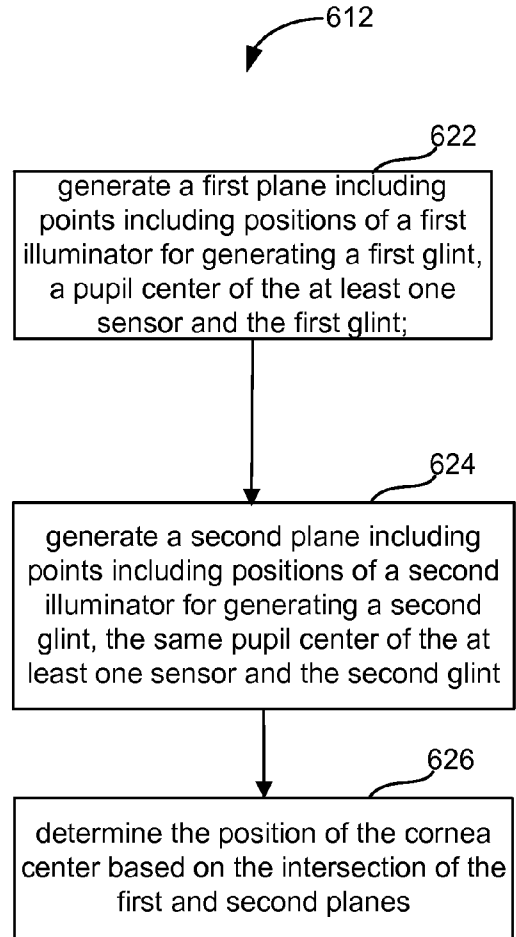 612
622
generate a first plane including
points including positions of a first
illuminator for generating a first glint,
a pupil center of the at least one
sensor and the first glint;
624
generate a second plane including
points including positions of a second
illuminator for generating a second
glint, the same pupil center of the at
least one sensor and the second glint
626
determine the position of the cornea
center based on the intersection of the
first and second planes